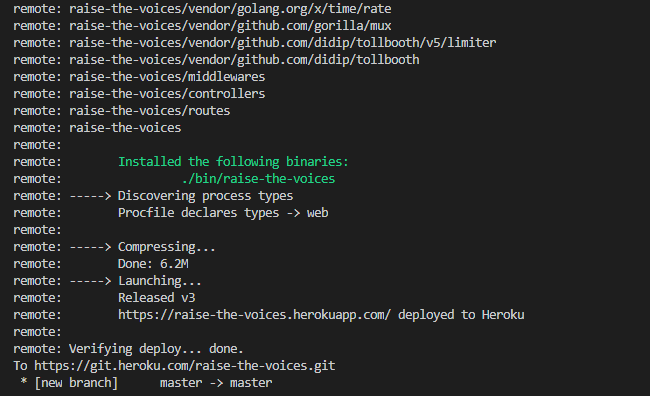 remote: raise-the-voices/vendor/golang.org/x/time/rate
remote: raise-the-voices/vendor/github.com/gorilla/mux
remote: raise-the-voices/vendor/github.com/didip/tollbooth/v5/limiter
remote: raise-the-voices/vendor/github.com/didip/tollbooth
remote: raise-the-voices/middlewares
remote: raise-the-voices/controllers
remote: raise-the-voices/routes
remote: raise-the-voices
remote:
remote:        Installed the following binaries:
remote:                ./bin/raise-the-voices
remote: -----> Discovering process types
remote:        Procfile declares types -> web
remote:
remote: -----> Compressing...
remote:        Done: 6.2M
remote: -----> Launching...
remote:        Released v3
remote:        https://raise-the-voices.herokuapp.com/ deployed to Heroku
remote:
remote: Verifying deploy... done.
To https://git.heroku.com/raise-the-voices.git
 * [new branch]      master -> master